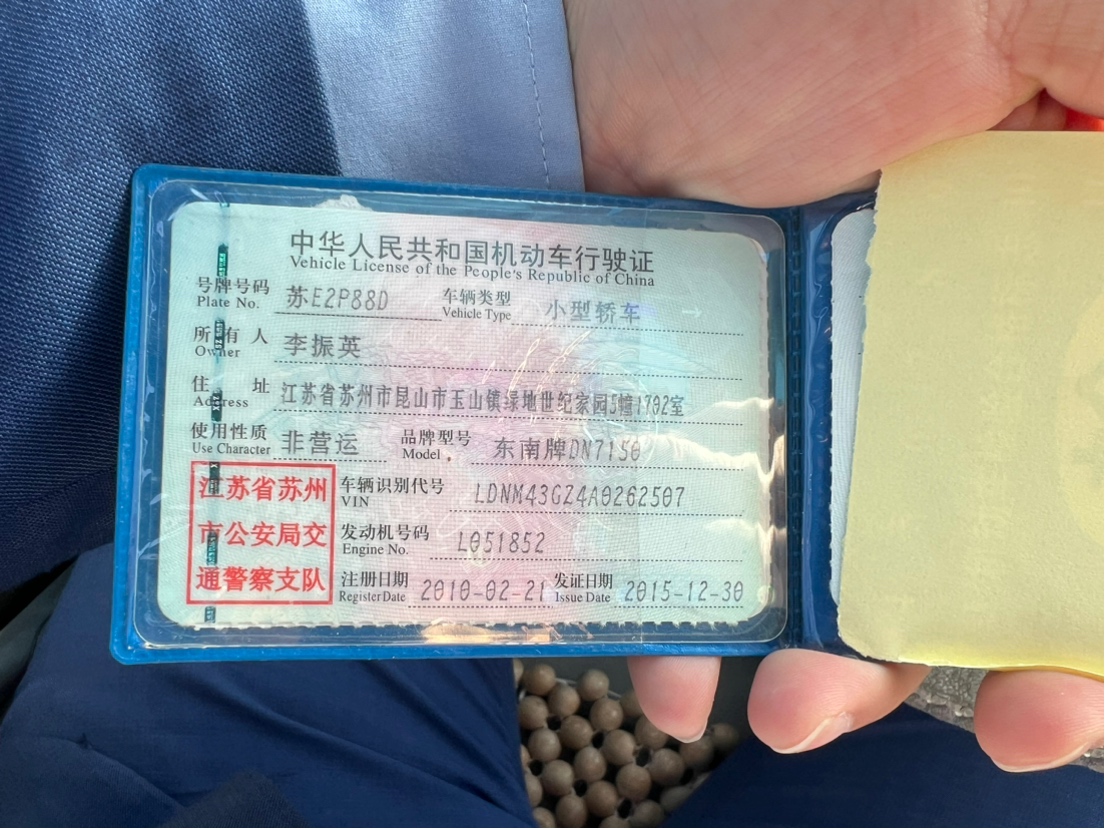 中华人民共和国机动车行驶证
Vehicle License of the People's Republic of China
号牌号码 苏E2P88D 车辆类型 小型轿车
Plate No. Vehicle Type
所有人 李振英
Owner
住址 江苏省苏州市昆山市玉山镇绿地世纪家园5幢1702室
Address
使用性质 非营运 品牌型号 东南牌DN7150
Use Character Model
江苏省苏州 车辆识别代号 LDNM43GZ4A0262507
VIN
市公安局交 发动机号码 L051852
Engine No.
通警察支队 注册日期 2010-02-21 发证日期 2015-12-30
Register Date Issue Date